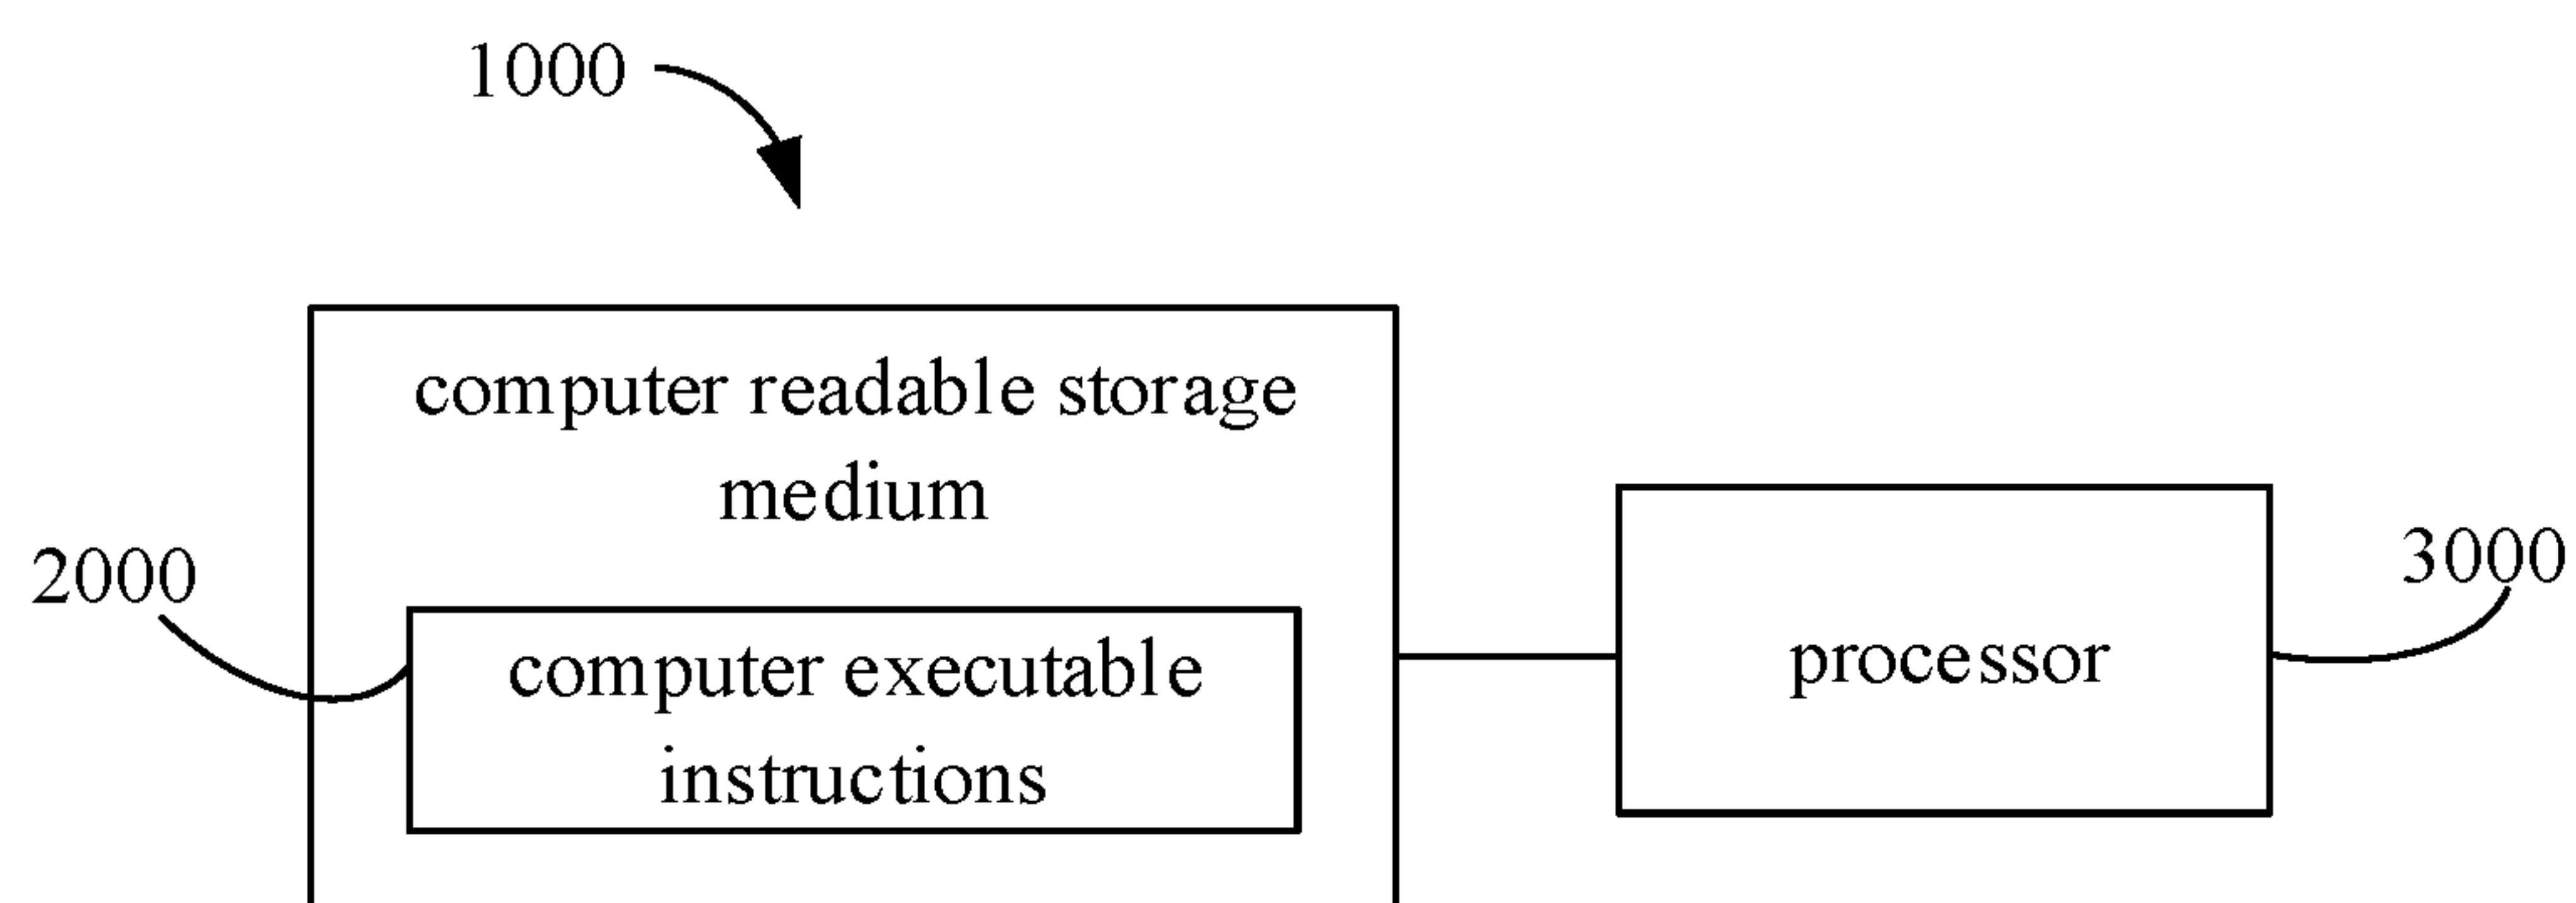 1000
computer readable storage
medium
2000
3000
computer executable
instructions
processor